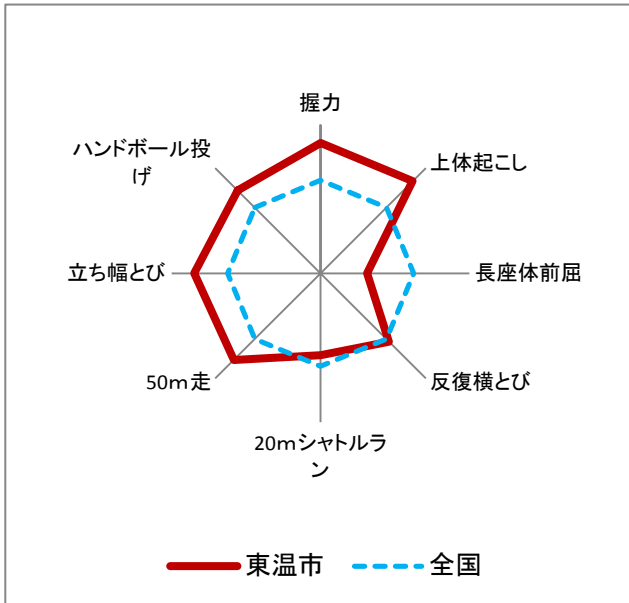 握力
上体起こし
長座体前屈
反復横とび
20mシャトルラ
ン
50m走
立ち幅とび
ハンドボール投
げ
東温市
全国